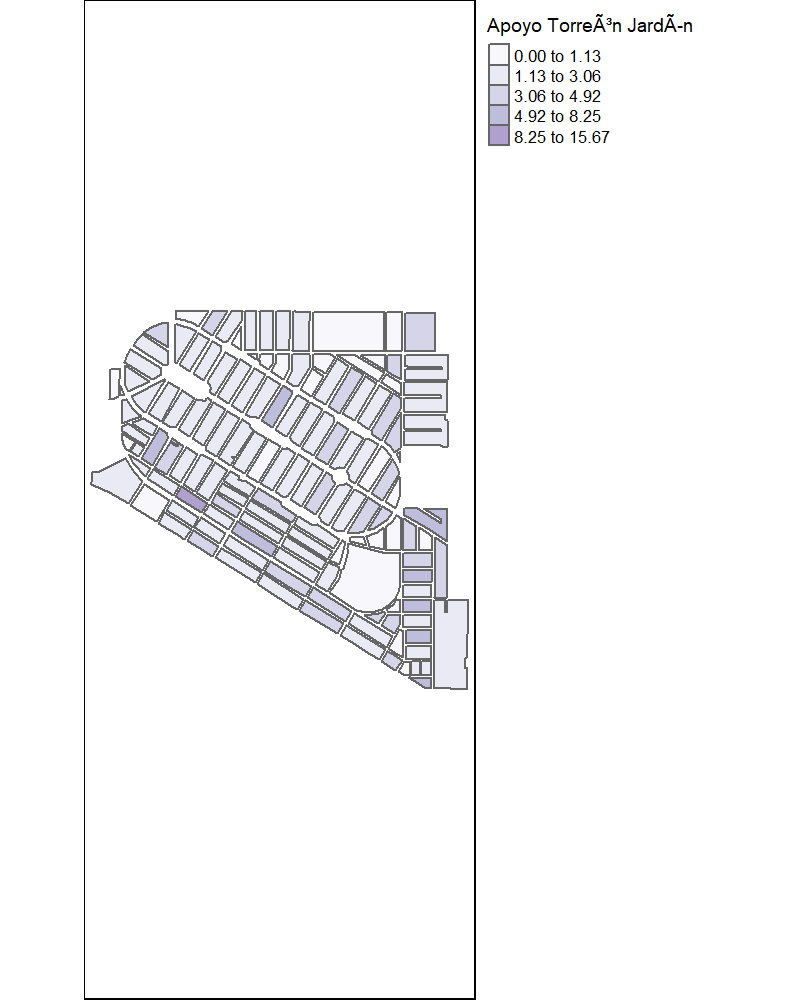 Apoyo TorreÃ³n JardÃ-n
0.00 to 1.13
1.13 to 3.06
3.06 to 4.92
4.92 to 8.25
8.25 to 15.67